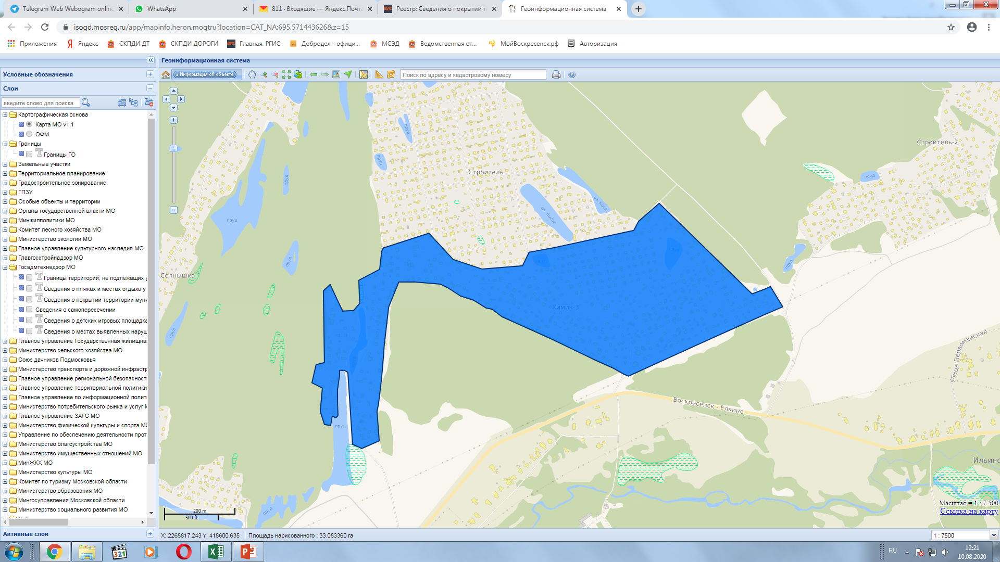 Telegram Web Webogram online
WhatsApp
811 · Входящие — Яндекс.Почта
Реестр: Сведения о покрытии
Геоинформационная система
isogd.mosreg.ru/app/mapinfo.heron.mogtru?location=CAT_NA:695,571443626&z=15
Приложения
Яндекс
СКПДИ ДТ
СКПДИ ДОРОГИ
Главная. РГИС
Добродел - офици...
МСЭД
Ведомственная от...
МойВоскресенск.рф
Авторизация
Геоинформационная система
Условные обозначения
Информация об объекте
Поиск по адресу и кадастровому номеру
Слои
введите слово для поиска
Картографическая основа
Карта МО v1.1
ОФМ
Границы
Границы ГО
Земельные участки
Территориальное планирование
Градостроительное зонирование
ГПЗУ
Особые объекты и территории
Органы государственной власти МО
Минжилполитики МО
Комитет лесного хозяйства МО
Министерство экологии МО
Главное управление культурного наследия МО
Главгосстройнадзор МО
Госадмтехнадзор МО
Границы территорий, не подлежащих
Сведения о пляжах и местах отдыха у
Сведения о покрытии территории муни
Сведения о самопересечении
Сведения о детских игровых площадка
Сведения о местах выявленных наруш
Главное управление Государственная жилищна
Министерство сельского хозяйства МО
Союз дачников Подмосковья
Министерство транспорта и дорожной инфрастр
Главное управление региональной безопасност
Главное управление территориальной политики
Главное управление по информационной полит
Министерство потребительского рынка и услуг М
Главное управление ЗАГС МО
Министерство физической культуры и спорта МО
Управление по обеспечению деятельности прот
Министерство благоустройства МО
Министерство имущественных отношений МО
МинЖКХ МО
Министерство культуры МО
Комитет по туризму Московской области
Министерство образования МО
Мингосуправления Московской области
Министерство социального развития МО
Активные слои
пруд
пруд
Строитель-2
Строитель
пруд
пруд
пруд
оз. Коса
оз. Лысое
пруд
пруд
пруд
Солнышко
Химик-3
пруд
улица Первомайская
Воскресенск - Елкино
пруд
Ильинс
пруд
200 m
500 ft
Масштаб = 1 : 7 500
Ссылка на карту
X: 2268817.243 Y: 418600.635
Площадь нарисованного : 33.083360 га
1 : 7500
321
RU
12:21
10.08.2020